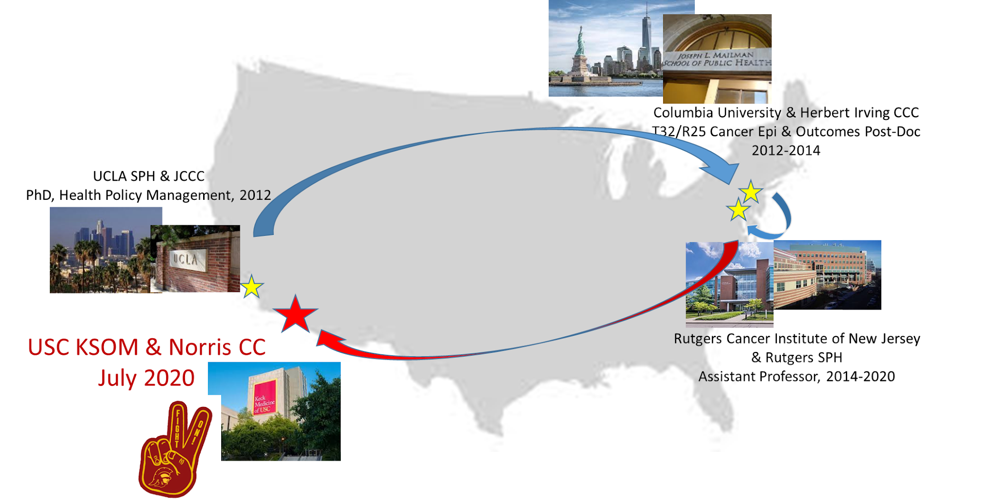 JOSEPH L. MAILMAN
SCHOOL OF PUBLIC HEALTH
Columbia University & Herbert Irving CCC
T32/R25 Cancer Epi & Outcomes Post-Doc
2012-2014
UCLA SPH & JCCC
PhD, Health Policy Management, 2012
UCLA
Rutgers Cancer Institute of New Jersey
& Rutgers SPH
Assistant Professor, 2014-2020
USC KSOM & Norris CC
July 2020
Keck
Medicine
of USC
FIGHT
ON!